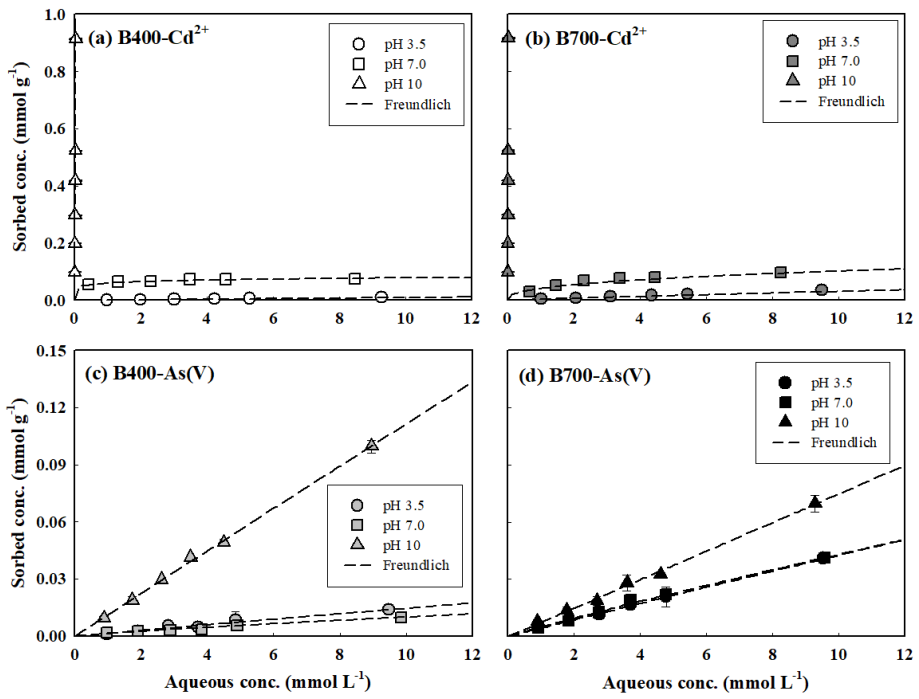 (a) B400-Cd²⁺
pH 3.5
pH 7.0
pH 10
Freundlich
Sorbed conc. (mmol g⁻¹)
1.0
0.8
0.6
0.4
0.2
0.0
0 2 4 6 8 10 12
(b) B700-Cd²⁺
pH 3.5
pH 7.0
pH 10
Freundlich
0 2 4 6 8 10 12
(c) B400-As(V)
pH 3.5
pH 7.0
pH 10
Freundlich
Sorbed conc. (mmol g⁻¹)
0.15
0.12
0.09
0.06
0.03
0.00
0 2 4 6 8 10 12
Aqueous conc. (mmol L⁻¹)
(d) B700-As(V)
pH 3.5
pH 7.0
pH 10
Freundlich
0 2 4 6 8 10 12
Aqueous conc. (mmol L⁻¹)